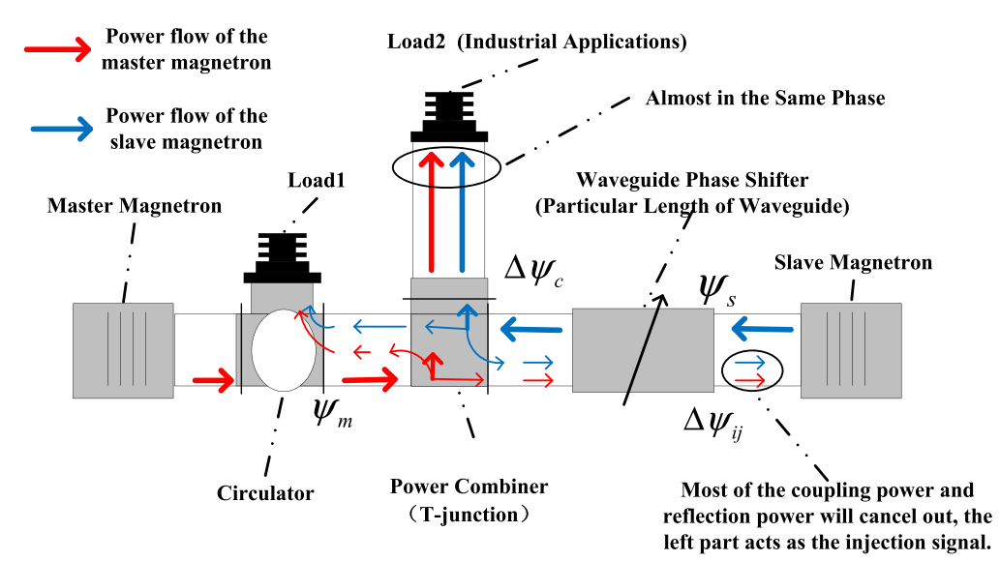 Power flow of the
master magnetron
Load2 (Industrial Applications)
Power flow of the
slave magnetron
Almost in the Same Phase
Load1
Waveguide Phase Shifter
(Particular Length of Waveguide)
Master Magnetron
Slave Magnetron
Δψc
ψs
ψm
Δψij
Circulator
Power Combiner
（T-junction）
Most of the coupling power and
reflection power will cancel out, the
left part acts as the injection signal.